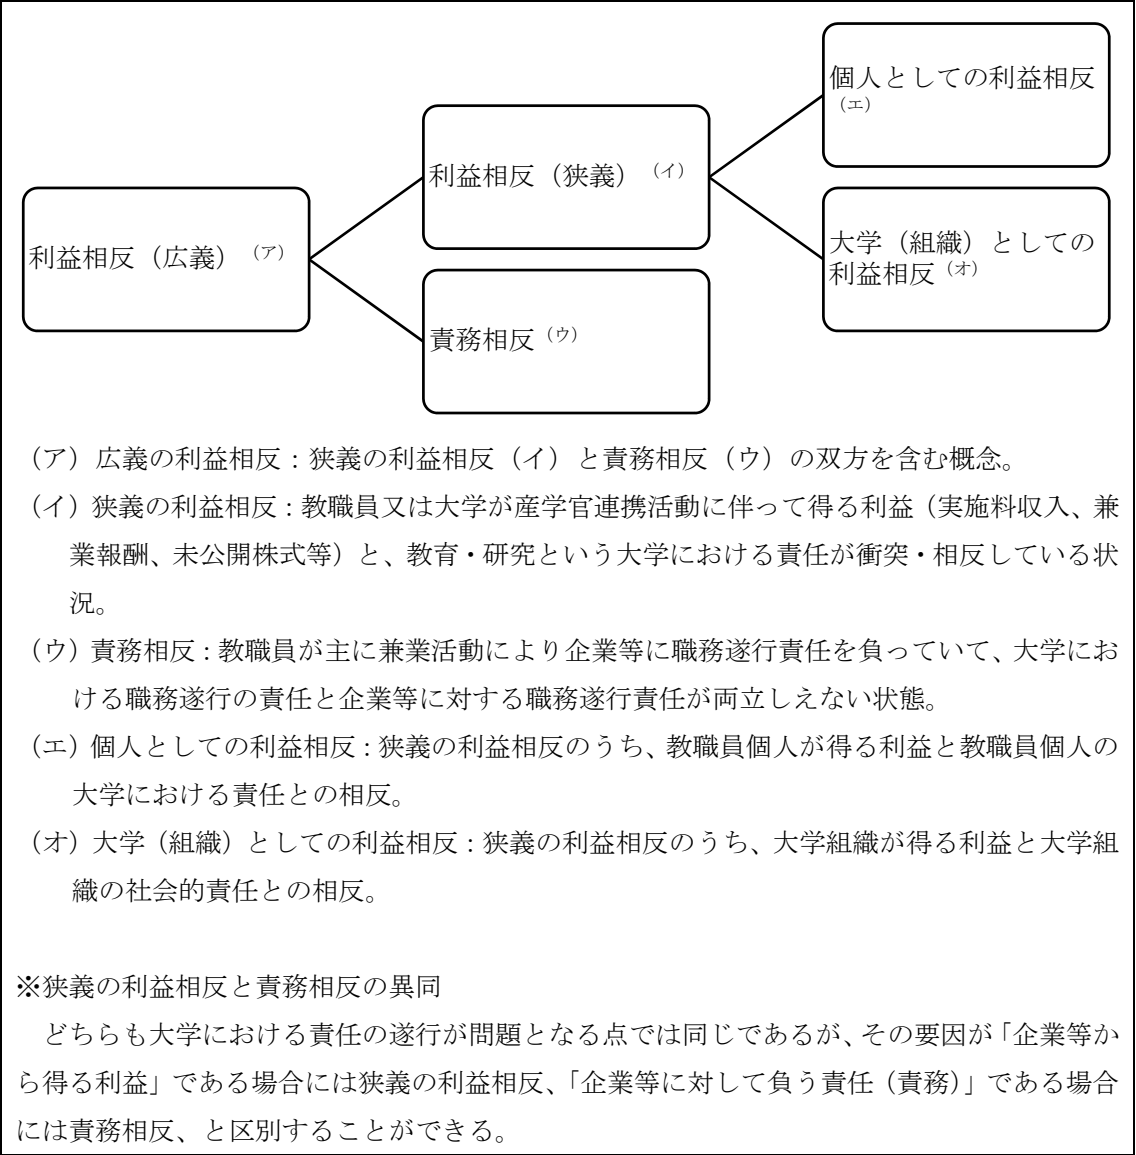 個人としての利益相反
（エ）
利益相反（狭義）（イ）
大学（組織）としての
利益相反（オ）
利益相反（広義）（ア）
責務相反（ウ）
（ア）広義の利益相反：狭義の利益相反（イ）と責務相反（ウ）の双方を含む概念。
（イ）狭義の利益相反：教職員又は大学が産学官連携活動に伴って得る利益（実施料収入、兼
業報酬、未公開株式等）と、教育・研究という大学における責任が衝突・相反している状
況。
（ウ）責務相反：教職員が主に兼業活動により企業等に職務遂行責任を負っていて、大学にお
ける職務遂行の責任と企業等に対する職務遂行責任が両立しえない状態。
（エ）個人としての利益相反：狭義の利益相反のうち、教職員個人が得る利益と教職員個人の
大学における責任との相反。
（オ）大学（組織）としての利益相反：狭義の利益相反のうち、大学組織が得る利益と大学組
織の社会的責任との相反。
※狭義の利益相反と責務相反の異同
どちらも大学における責任の遂行が問題となる点では同じであるが、その要因が「企業等か
ら得る利益」である場合には狭義の利益相反、「企業等に対して負う責任（責務）」である場合
には責務相反、と区別することができる。